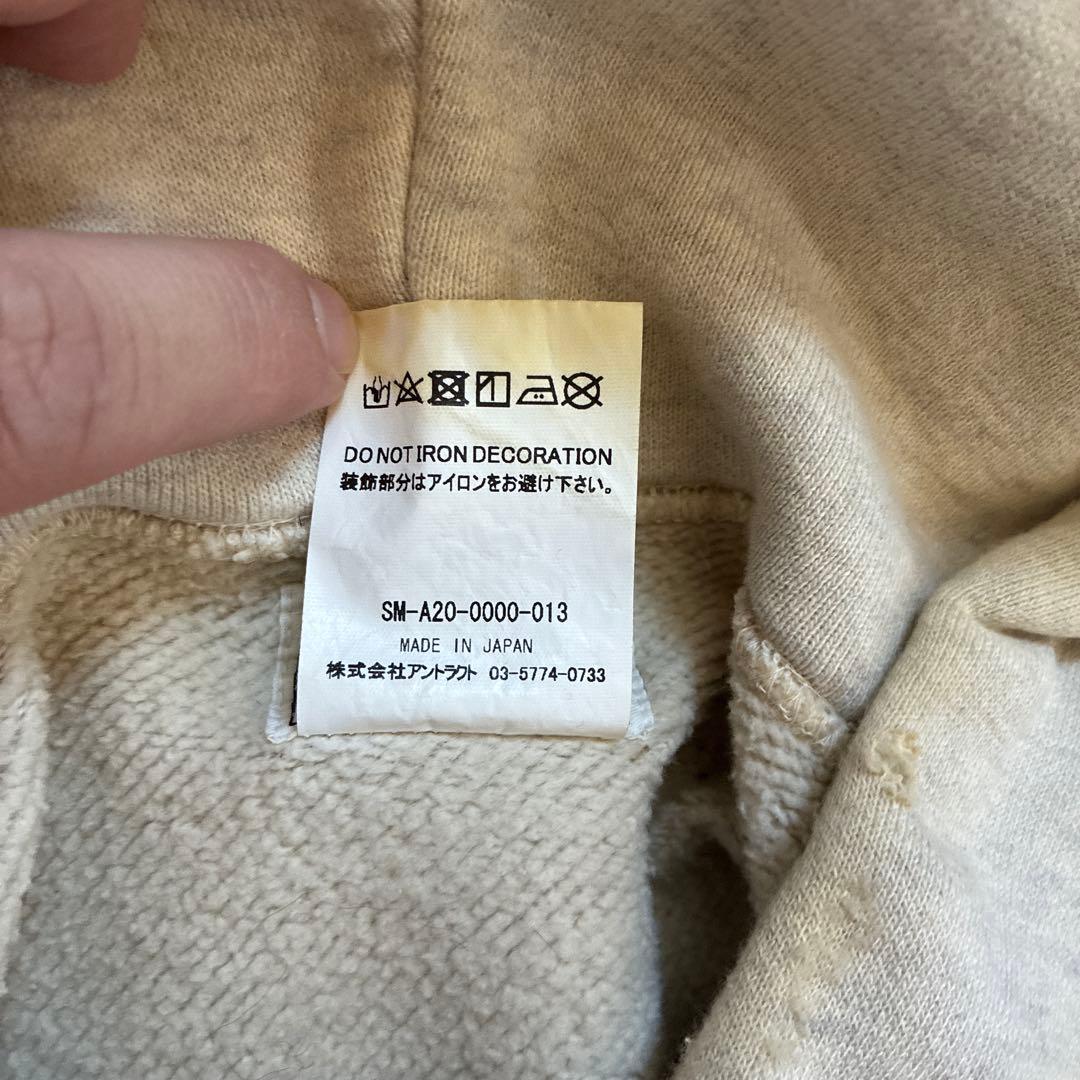 DO NOT IRON DECORATION
装飾部分はアイロンをお避け下さい。
SM-A20-0000-013
MADE IN JAPAN
株式会社アントラクト 03-5774-0733